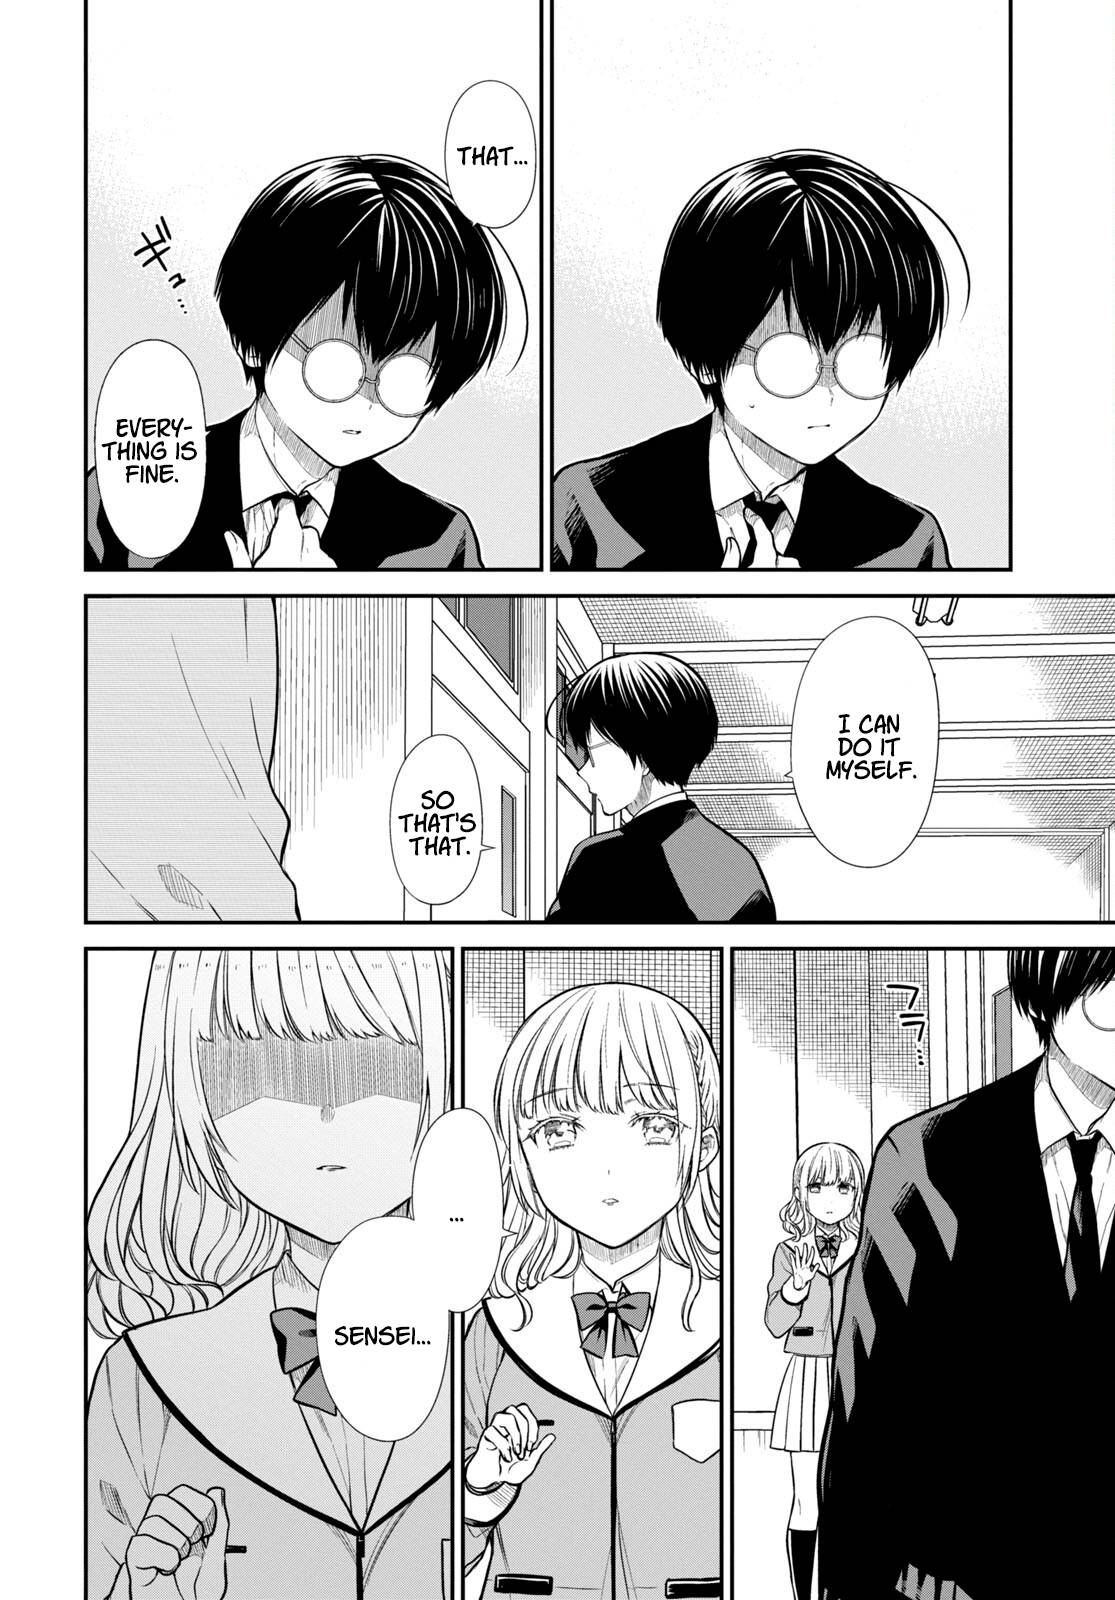 THAT...
ギュ...
EVERY-
THING IS
FINE.
I CAN
DO IT
MYSELF.
SO
THAT'S
THAT.
フラ...
...
SENSEI...